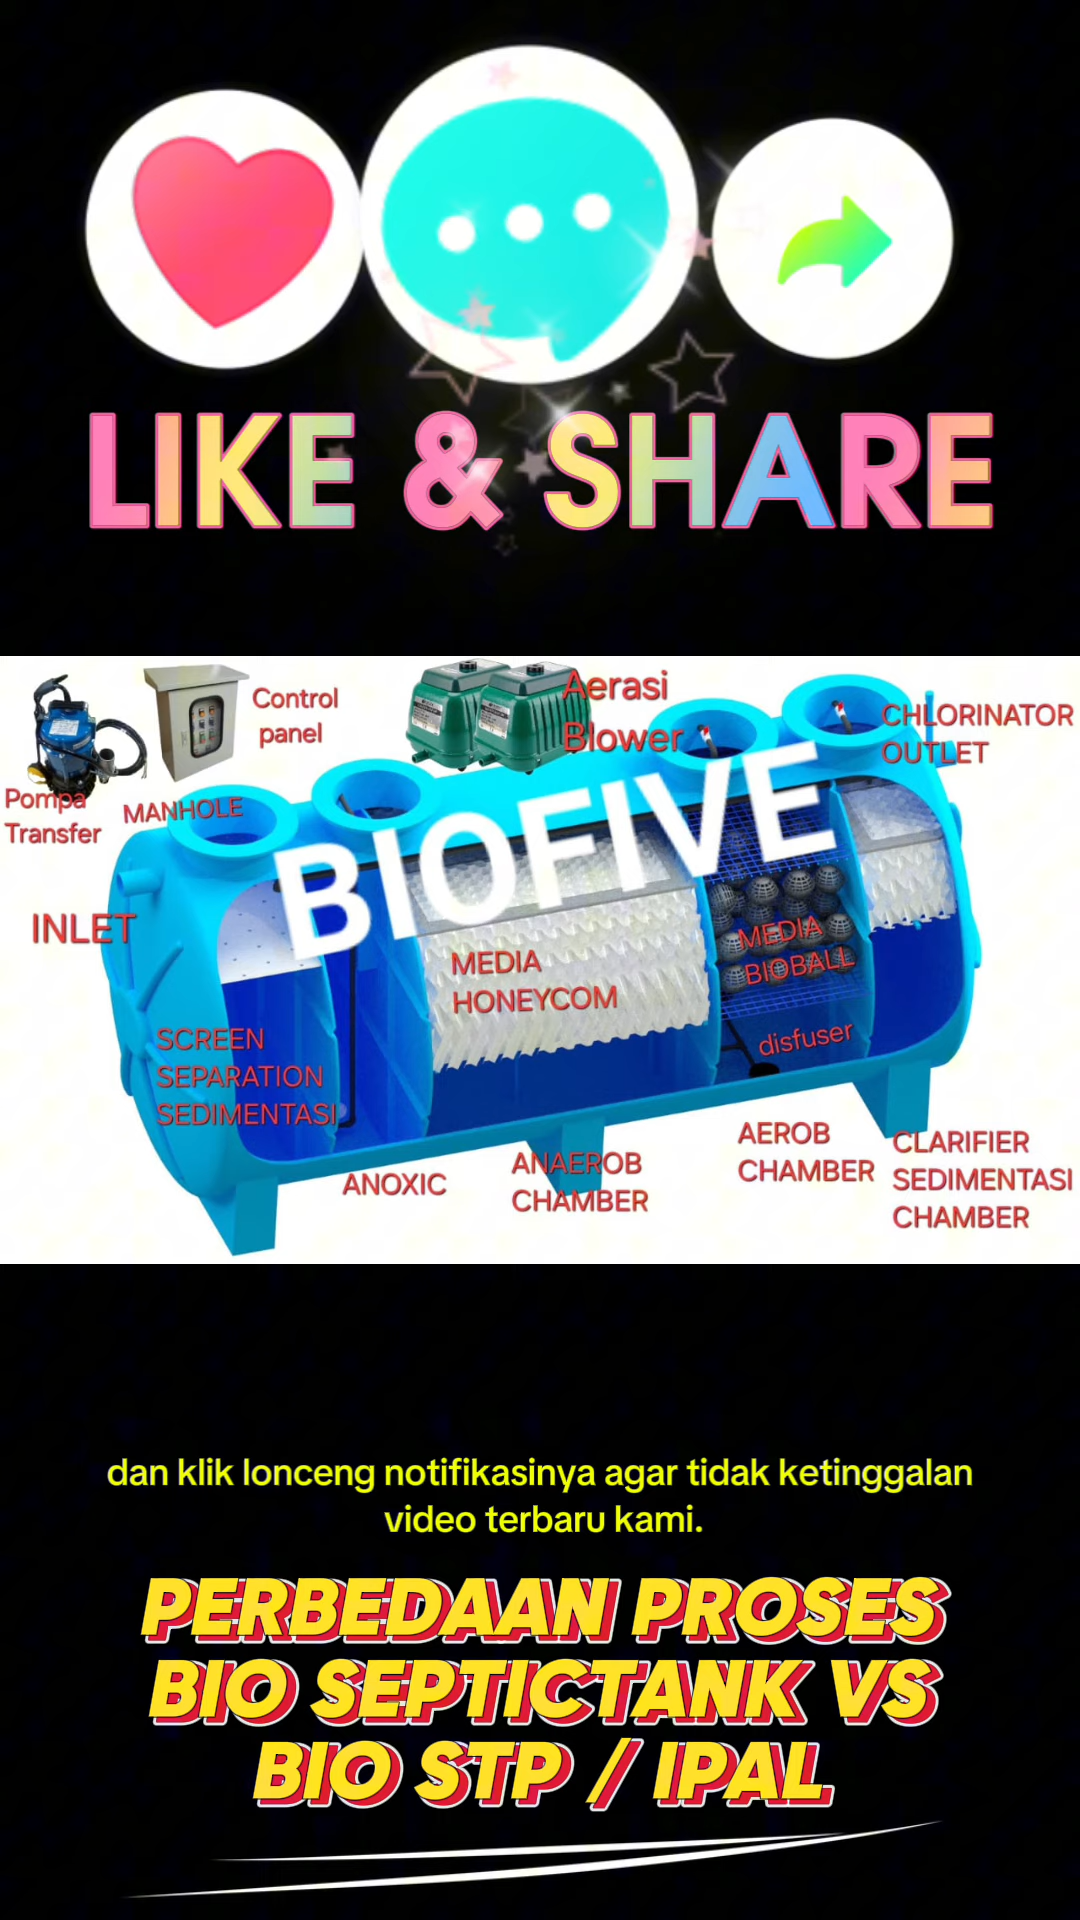 LIKE & SHARE
Control
panel
Aerasi
Blower
CHLORINATOR
OUTLET
Pompa
Transfer
MANHOLE
BIOFIVE
INLET
MEDIA
HONEYCOM
MEDIA
BIOBALL
SCREEN
SEPARATION
SEDIMENTASI
disfuser
ANOXIC
ANAEROB
CHAMBER
AEROB
CHAMBER
CLARIFIER
SEDIMENTASI
CHAMBER
dan klik lonceng notifikasinya agar tidak ketinggalan
video terbaru kami.
PERBEDAAN PROSES
BIO SEPTICTANK VS
BIO STP / IPAL